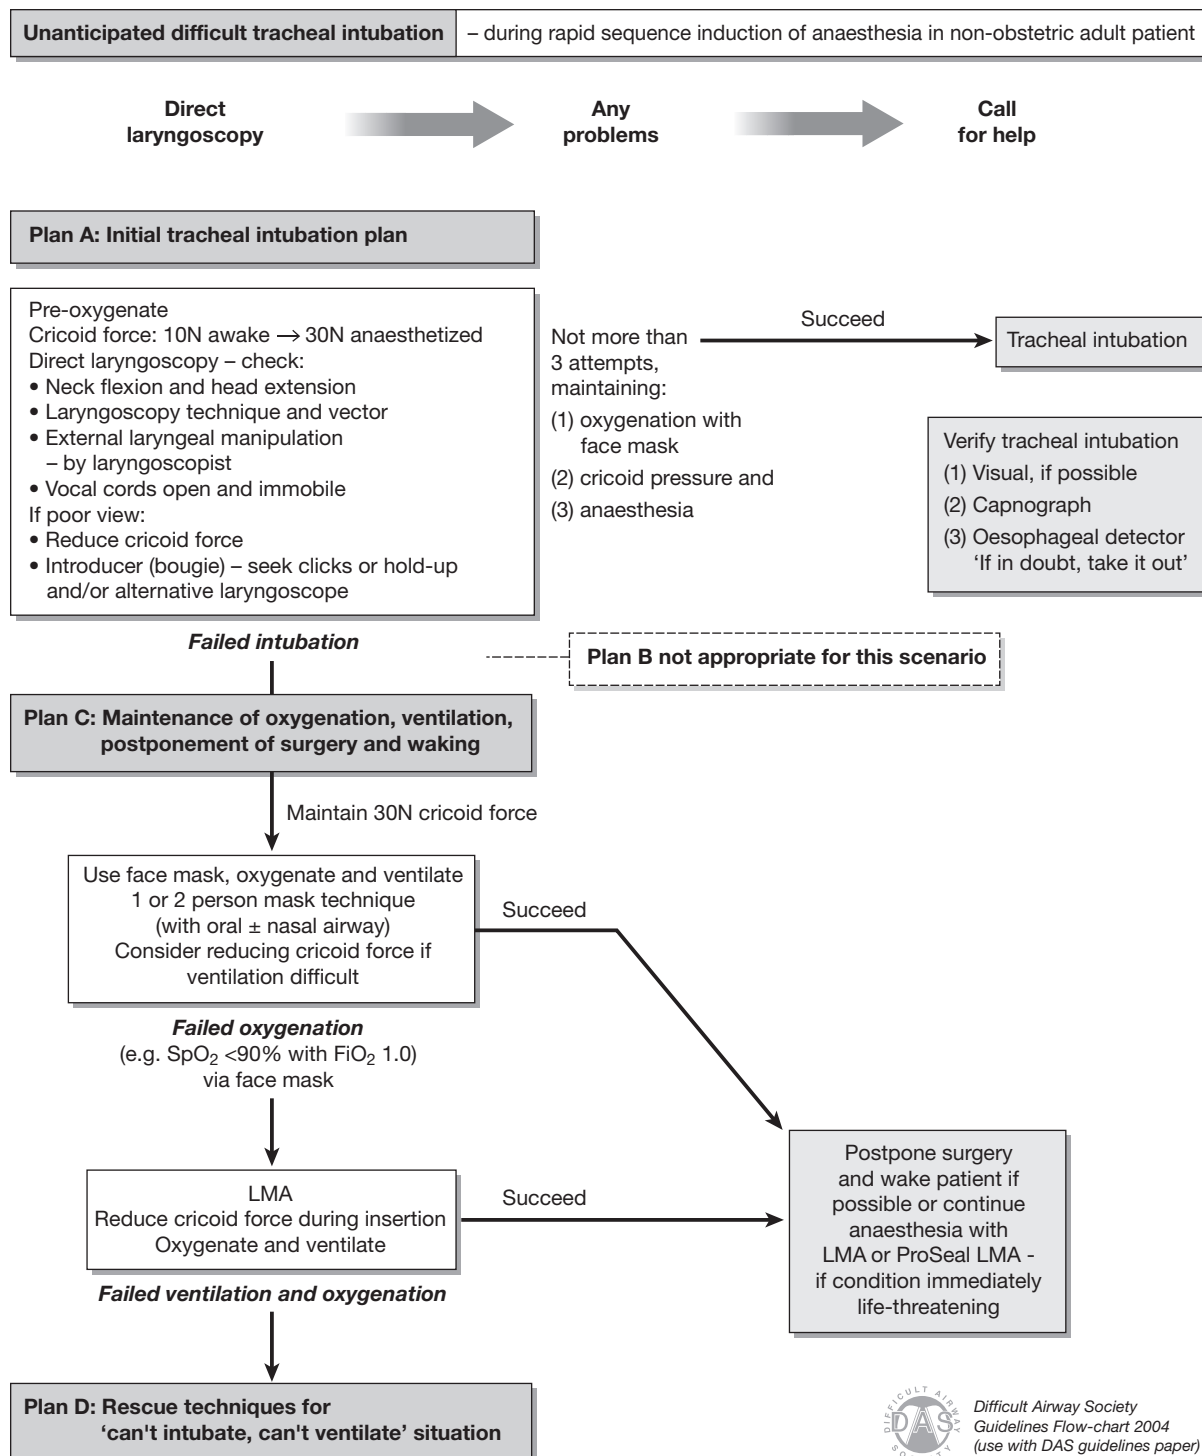 Unanticipated difficult tracheal intubation – during rapid sequence induction of anaesthesia in non-obstetric adult patient
Direct
laryngoscopy
Any
problems
Call
for help
Plan A: Initial tracheal intubation plan
Pre-oxygenate
Cricoid force: 10N awake → 30N anaesthetized
Direct laryngoscopy – check:
• Neck flexion and head extension
• Laryngoscopy technique and vector
• External laryngeal manipulation
– by laryngoscopist
• Vocal cords open and immobile
If poor view:
• Reduce cricoid force
• Introducer (bougie) – seek clicks or hold-up
and/or alternative laryngoscope
Not more than
3 attempts,
maintaining:
(1) oxygenation with
face mask
(2) cricoid pressure and
(3) anaesthesia
Succeed
Tracheal intubation
Verify tracheal intubation
(1) Visual, if possible
(2) Capnograph
(3) Oesophageal detector
'If in doubt, take it out'
Failed intubation
Plan B not appropriate for this scenario
Plan C: Maintenance of oxygenation, ventilation,
postponement of surgery and waking
Maintain 30N cricoid force
Use face mask, oxygenate and ventilate
1 or 2 person mask technique
(with oral ± nasal airway)
Consider reducing cricoid force if
ventilation difficult
Succeed
Failed oxygenation
(e.g. SpO2 <90% with FiO2 1.0)
via face mask
LMA
Reduce cricoid force during insertion
Oxygenate and ventilate
Succeed
Postpone surgery
and wake patient if
possible or continue
anaesthesia with
LMA or ProSeal LMA -
if condition immediately
life-threatening
Failed ventilation and oxygenation
Plan D: Rescue techniques for
'can't intubate, can't ventilate' situation
DIFFICULT AIRWAY
DAS
SOCIETY
Difficult Airway Society
Guidelines Flow-chart 2004
(use with DAS guidelines paper)